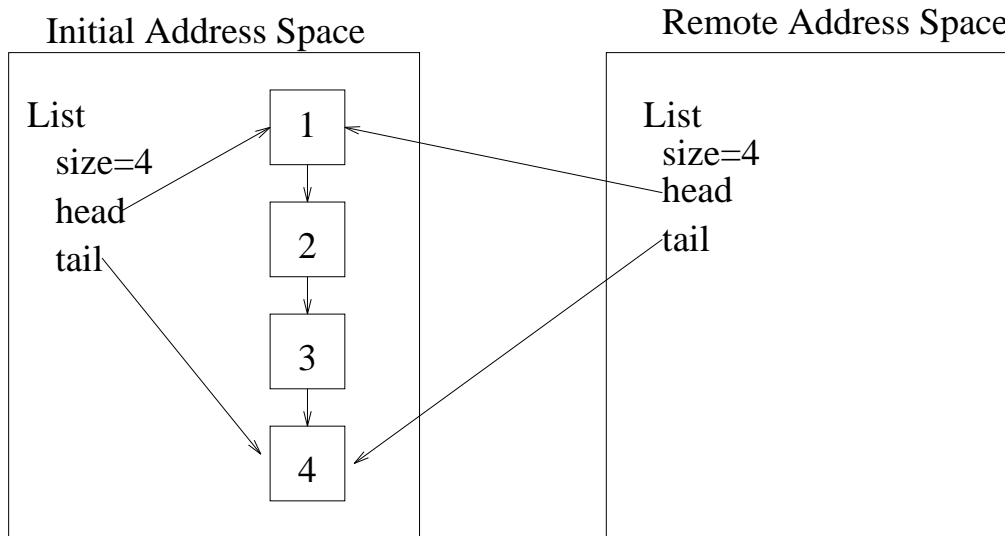 Initial Address Space
List
size=4
head
tail
1
2
3
4
Remote Address Space
List
size=4
head
tail